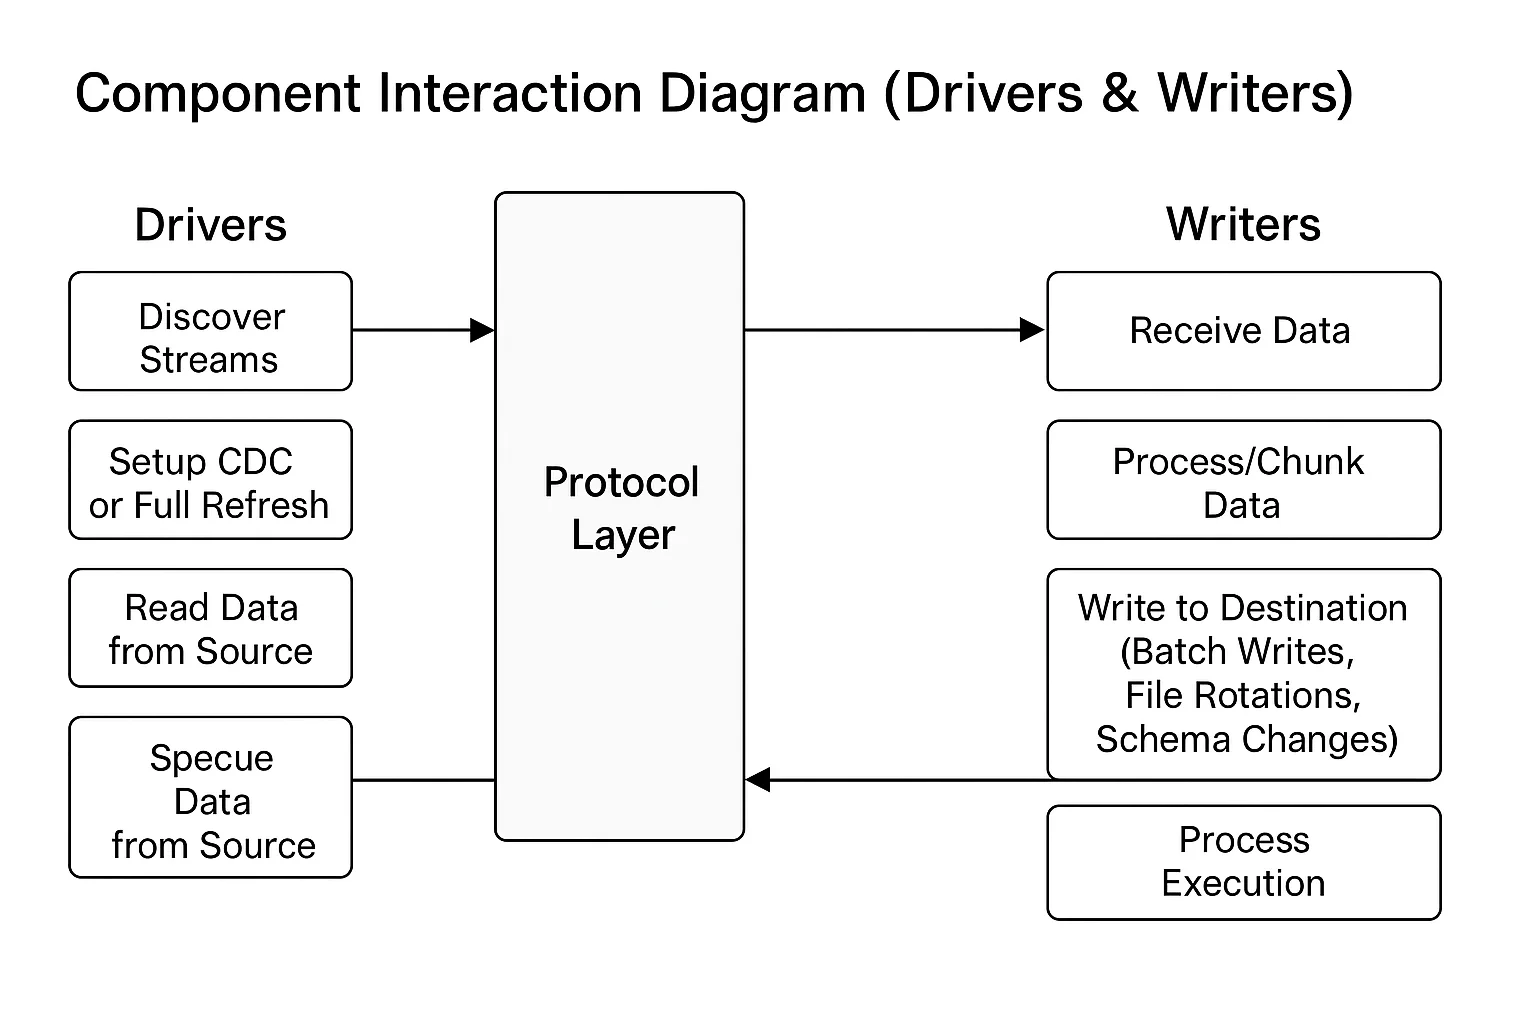 Component Interaction Diagram (Drivers & Writers)
Drivers
Discover
Streams
Setup CDC
or Full Refresh
Read Data
from Source
Specue
Data
from Source
Protocol
Layer
Writers
Receive Data
Process/Chunk
Data
Write to Destination
(Batch Writes,
File Rotations,
Schema Changes)
Process
Execution